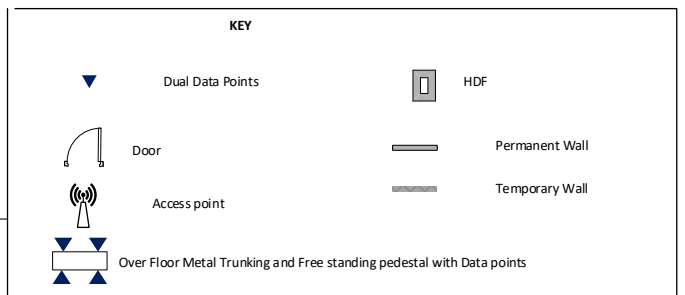 KEY
Dual Data Points
HDF
Door
Permanent Wall
Access point
Temporary Wall
Over Floor Metal Trunking and Free standing pedestal with Data points